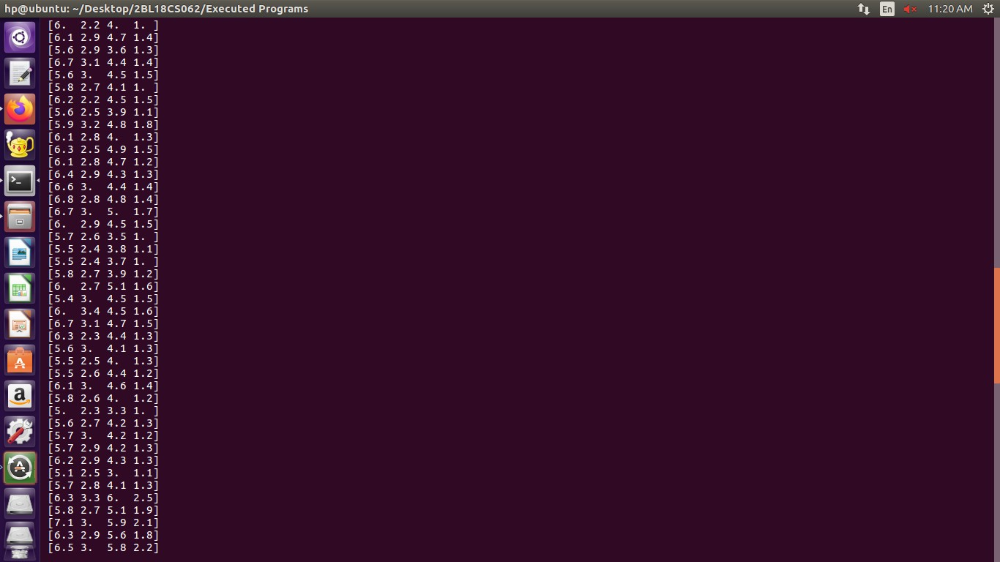 hp@ubuntu: ~/Desktop/2BL18CS062/Executed Programs En 11:20 AM
[6.  2.2 4.  1. ]
[6.1 2.9 4.7 1.4]
[5.6 2.9 3.6 1.3]
[6.7 3.1 4.4 1.4]
[5.6 3.  4.5 1.5]
[5.8 2.7 4.1 1. ]
[6.2 2.2 4.5 1.5]
[5.6 2.5 3.9 1.1]
[5.9 3.2 4.8 1.8]
[6.1 2.8 4.  1.3]
[6.3 2.5 4.9 1.5]
[6.1 2.8 4.7 1.2]
[6.4 2.9 4.3 1.3]
[6.6 3.  4.4 1.4]
[6.8 2.8 4.8 1.4]
[6.7 3.  5.  1.7]
[6.  2.9 4.5 1.5]
[5.7 2.6 3.5 1. ]
[5.5 2.4 3.8 1.1]
[5.5 2.4 3.7 1. ]
[5.8 2.7 3.9 1.2]
[6.  2.7 5.1 1.6]
[5.4 3.  4.5 1.5]
[6.  3.4 4.5 1.6]
[6.7 3.1 4.7 1.5]
[6.3 2.3 4.4 1.3]
[5.6 3.  4.1 1.3]
[5.5 2.5 4.  1.3]
[5.5 2.6 4.4 1.2]
[6.1 3.  4.6 1.4]
[5.8 2.6 4.  1.2]
[5.  2.3 3.3 1. ]
[5.6 2.7 4.2 1.3]
[5.7 3.  4.2 1.2]
[5.7 2.9 4.2 1.3]
[6.2 2.9 4.3 1.3]
[5.1 2.5 3.  1.1]
[5.7 2.8 4.1 1.3]
[6.3 3.3 6.  2.5]
[5.8 2.7 5.1 1.9]
[7.1 3.  5.9 2.1]
[6.3 2.9 5.6 1.8]
[6.5 3.  5.8 2.2]